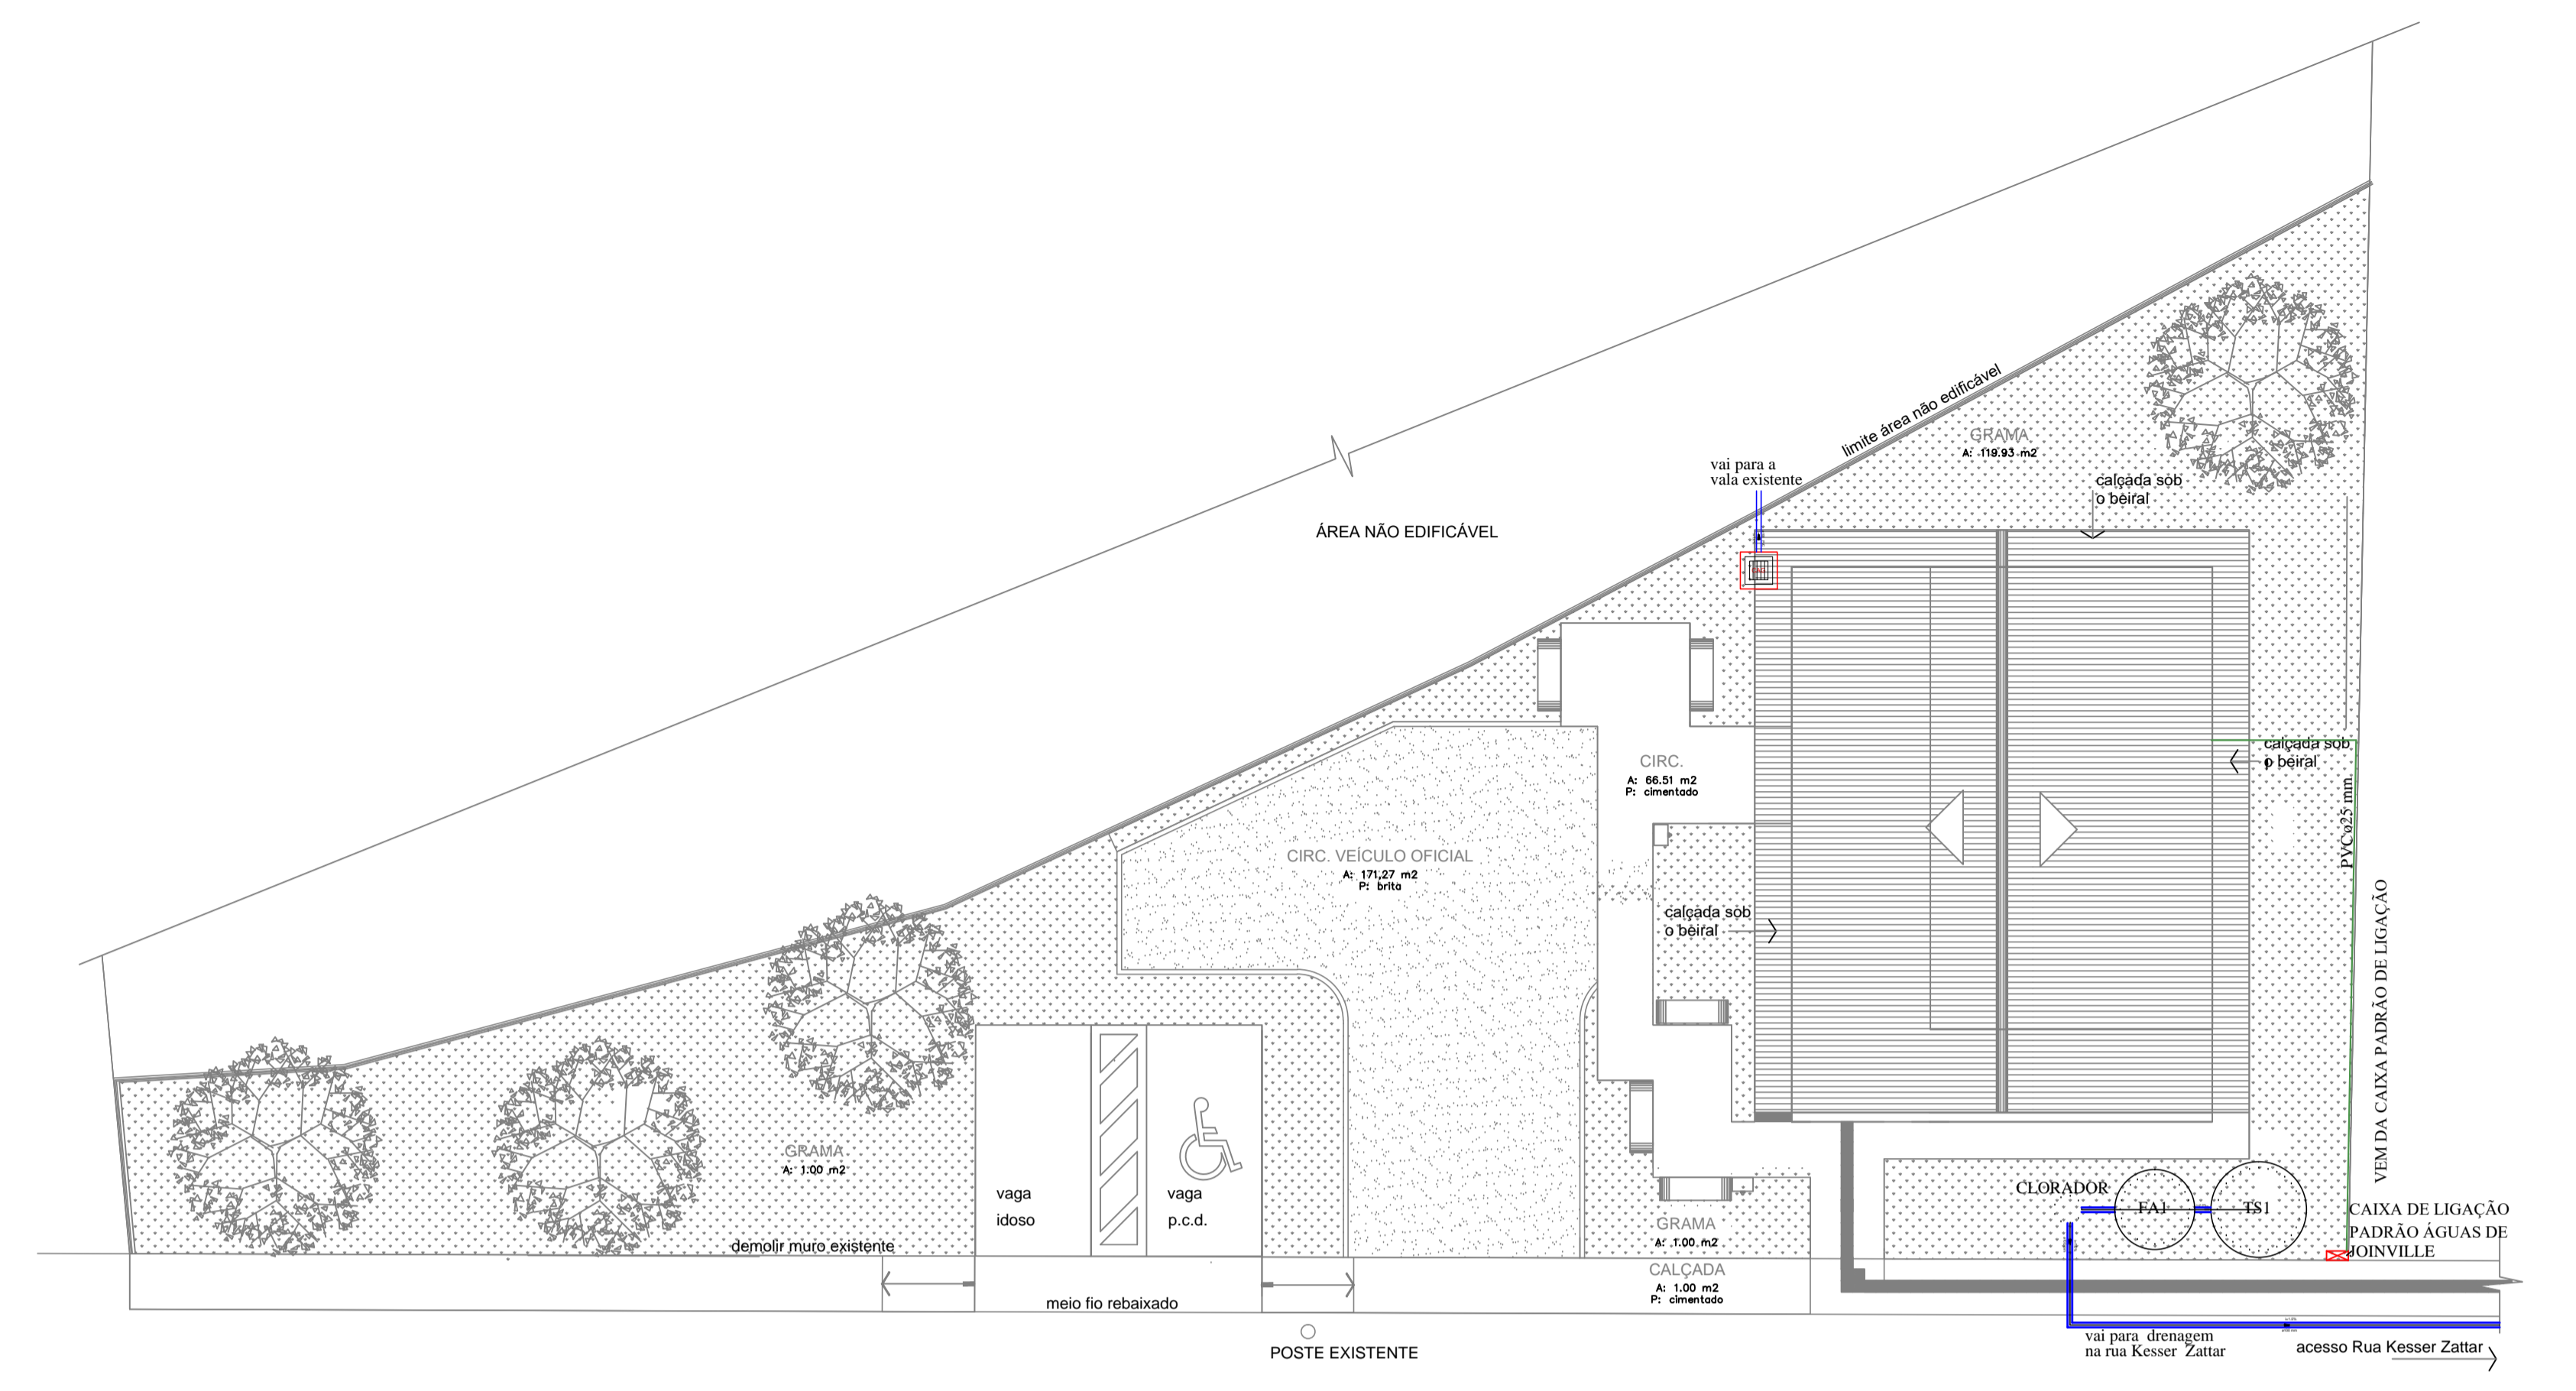 limite área não edificável
GRAMA
A: 119.93 m2
vai para a
vala existente
calçada sob
o beiral
ÁREA NÃO EDIFICÁVEL
calçada sob
o beiral
CIRC.
A: 66.51 m2
P: cimentado
PVCø25 mm
CIRC. VEÍCULO OFICIAL
A: 171,27 m2
P: brita
calçada sob
o beiral
VEM DA CAIXA PADRÃO DE LIGAÇÃO
GRAMA
A: 1.00 m2
vaga
idoso
vaga
p.c.d.
CLORADOR
FA1
TS1
CAIXA DE LIGAÇÃO
PADRÃO ÁGUAS DE
JOINVILLE
GRAMA
A: 1.00 m2
demolir muro existente
CALÇADA
A: 1.00 m2
P: cimentado
meio fio rebaixado
POSTE EXISTENTE
vai para drenagem
na rua Kesser Zattar
acesso Rua Kesser Zattar